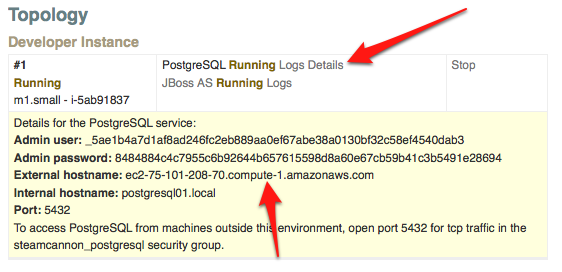 Topology
Developer Instance
#1 PostgreSQL Running Logs Details Stop
Running JBoss AS Running Logs
m1.small - i-5ab91837
Details for the PostgreSQL service:
Admin user: _5ae1b4a7d1af8ad246fc2eb889aa0ef67abe38a0130bf32c58ef4540dab3
Admin password: 8484884c4c7955c6b92644b657615598d8a60e67cb59b41c3b5491e28694
External hostname: ec2-75-101-208-70.compute-1.amazonaws.com
Internal hostname: postgresql01.local
Port: 5432
To access PostgreSQL from machines outside this environment, open port 5432 for tcp traffic in the
steamcannon_postgresql security group.